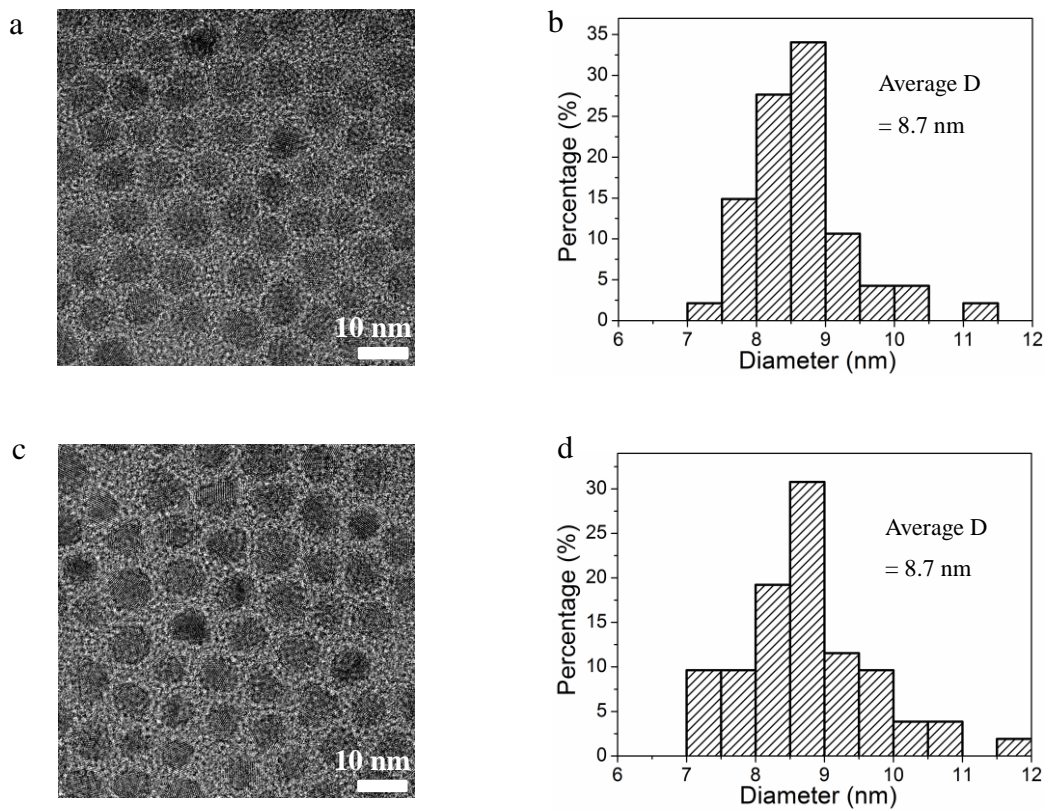 a
10 nm
b
35
30
25
20
15
10
5
0
Percentage (%)
Average D
= 8.7 nm
6 7 8 9 10 11 12
Diameter (nm)
c
10 nm
d
30
25
20
15
10
5
0
Percentage (%)
Average D
= 8.7 nm
6 7 8 9 10 11 12
Diameter (nm)